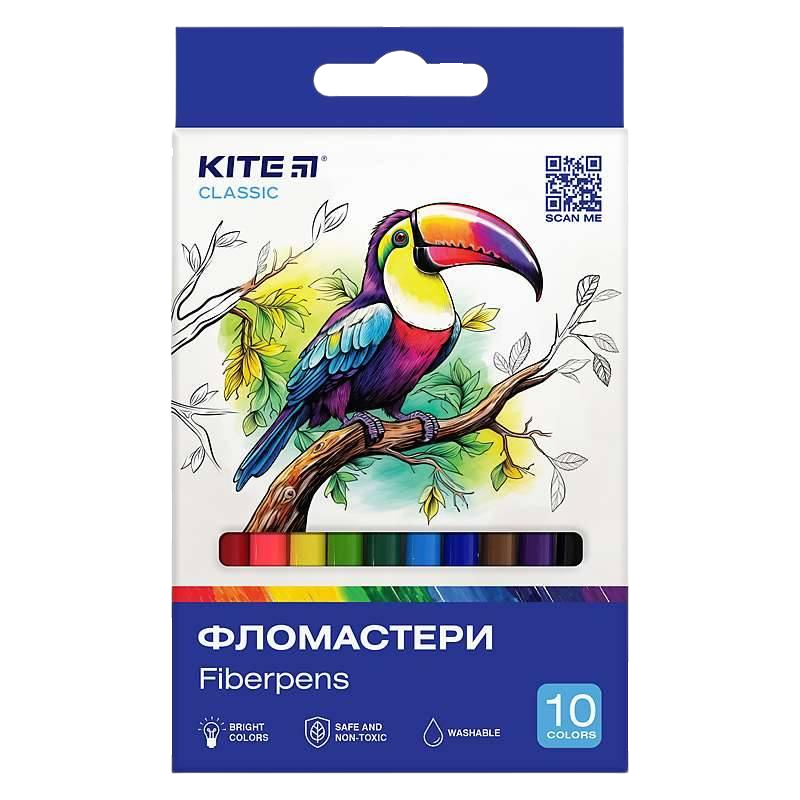 KITE ®
CLASSIC
SCAN ME
ФЛОМАСТЕРИ
Fiberpens
BRIGHT
COLORS
SAFE AND
NON-TOXIC
WASHABLE
10
COLORS